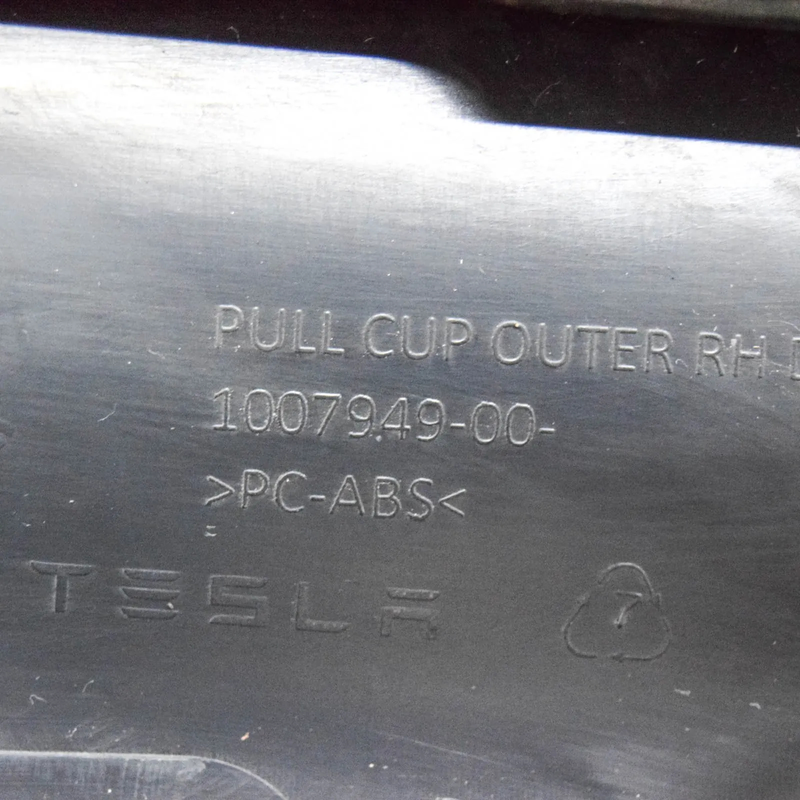 PULL CUP OUTER RH
1007949-00-
>PC-ABS<
TESLA
7